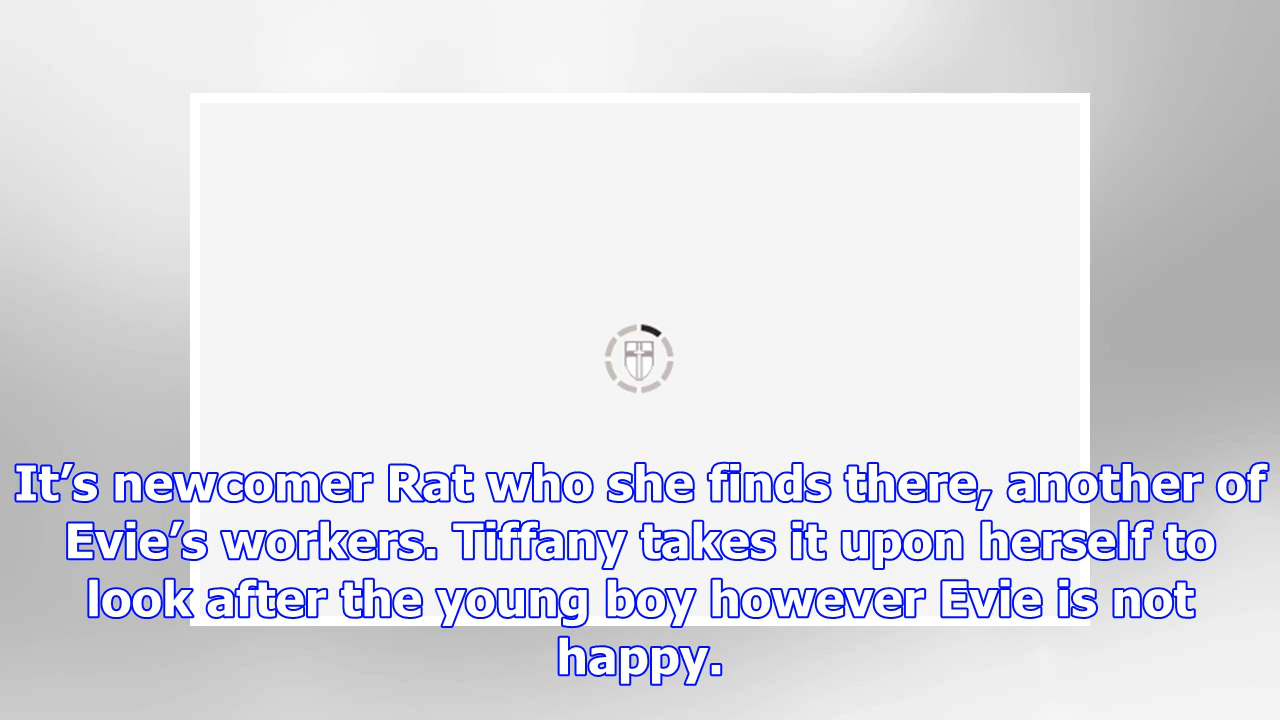 It’s newcomer Rat who she finds there, another of
Evie’s workers. Tiffany takes it upon herself to
look after the young boy however Evie is not
happy.